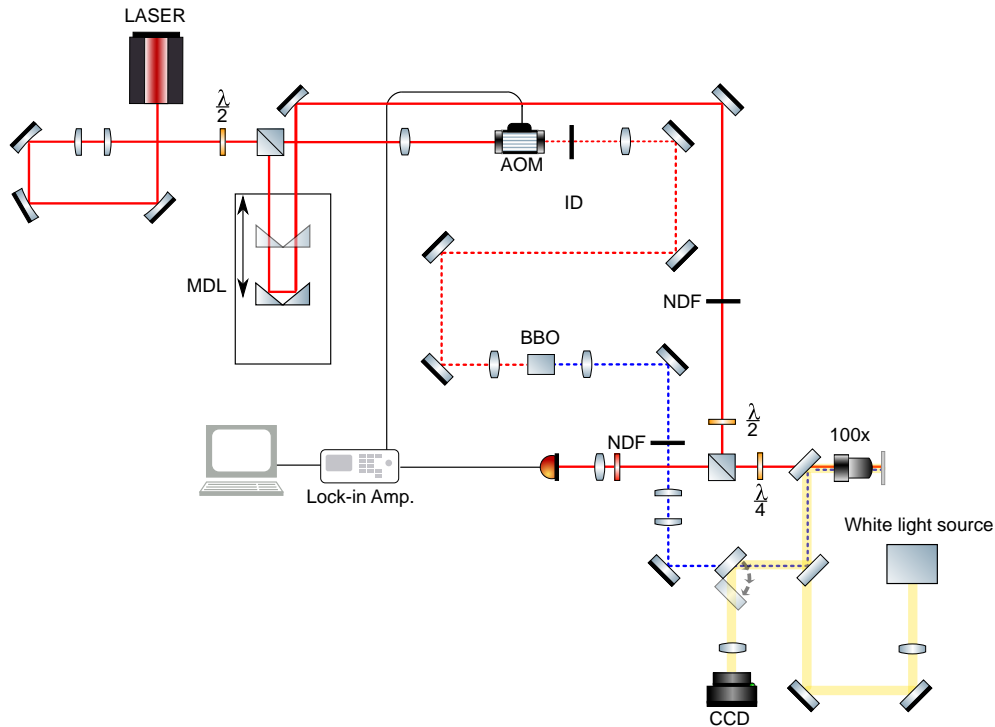 LASER
λ
2
AOM
ID
MDL
NDF
BBO
λ
2
NDF
100x
λ
4
Lock-in Amp.
White light source
CCD